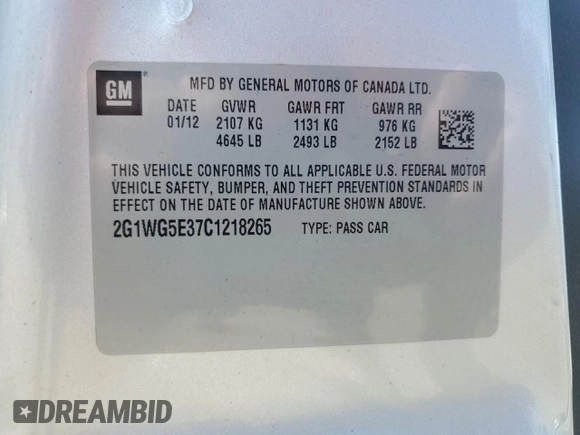 GM MFD BY GENERAL MOTORS OF CANADA LTD.
DATE GVWR GAWR FRT GAWR RR
01/12 2107 KG 1131 KG 976 KG
4645 LB 2493 LB 2152 LB
THIS VEHICLE CONFORMS TO ALL APPLICABLE U.S. FEDERAL MOTOR
VEHICLE SAFETY, BUMPER, AND THEFT PREVENTION STANDARDS IN
EFFECT ON THE DATE OF MANUFACTURE SHOWN ABOVE.
2G1WG5E37C1218265 TYPE: PASS CAR
DREAMBID